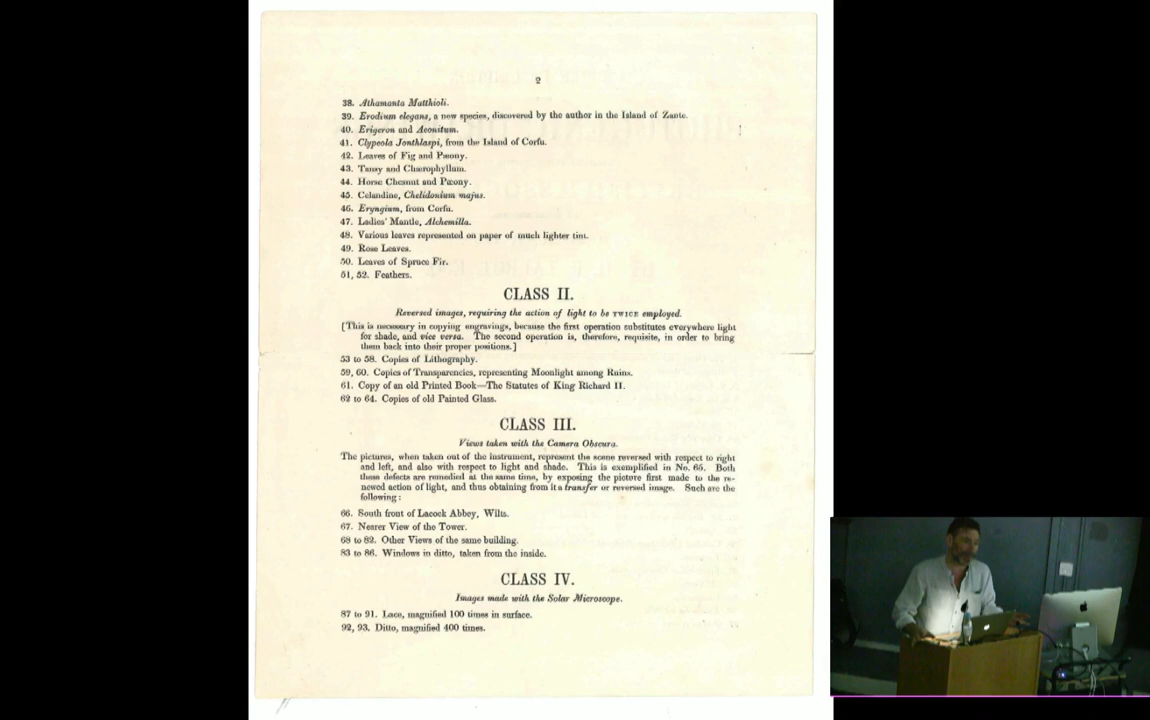 2
38. Athamanta Matthioli.
39. Erodium elegans, a new species, discovered by the author in the Island of Zante.
40. Erigeron and Aconitum.
41. Clypeola Jonthlaspi, from the Island of Corfu.
42. Leaves of Fig and Pæony.
43. Tansy and Chærophyllum.
44. Horse Chesnut and Pæony.
45. Celandine, Chelidonium majus.
46. Eryngium, from Corfu.
47. Ladies' Mantle, Alchemilla.
48. Various leaves represented on paper of much lighter tint.
49. Rose Leaves.
50. Leaves of Spruce Fir.
51, 52. Feathers.
CLASS II.
Reversed images, requiring the action of light to be TWICE employed.
[This is necessary in copying engravings, because the first operation substitutes everywhere light
for shade, and vice versa. The second operation is, therefore, requisite, in order to bring
them back into their proper positions.]
53 to 58. Copies of Lithography.
59, 60. Copies of Transparencies, representing Moonlight among Ruins.
61. Copy of an old Printed Book—The Statutes of King Richard II.
62 to 64. Copies of old Painted Glass.
CLASS III.
Views taken with the Camera Obscura.
The pictures, when taken out of the instrument, represent the scene reversed with respect to right
and left, and also with respect to light and shade. This is exemplified in No. 65. Both
these defects are remedied at the same time, by exposing the picture first made to the re-
newed action of light, and thus obtaining from it a transfer or reversed image. Such are the
following:
66. South front of Lacock Abbey, Wilts.
67. Nearer View of the Tower.
68 to 82. Other Views of the same building.
83 to 86. Windows in ditto, taken from the inside.
CLASS IV.
Images made with the Solar Microscope.
87 to 91. Lace, magnified 100 times in surface.
92, 93. Ditto, magnified 400 times.